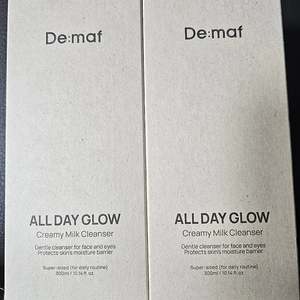 De:maf
ALL DAY GLOW
Creamy Milk Cleanser
Gentle cleanser for face and eyes
Protects skin's moisture barrier
Super-sized (for daily routine)
300ml / 10.14 fl. oz.
De:maf
ALL DAY GLOW
Creamy Milk Cleanser
Gentle cleanser for face and eyes
Protects skin's moisture barrier
Super-sized (for daily routine)
300ml / 10.14 fl. oz.